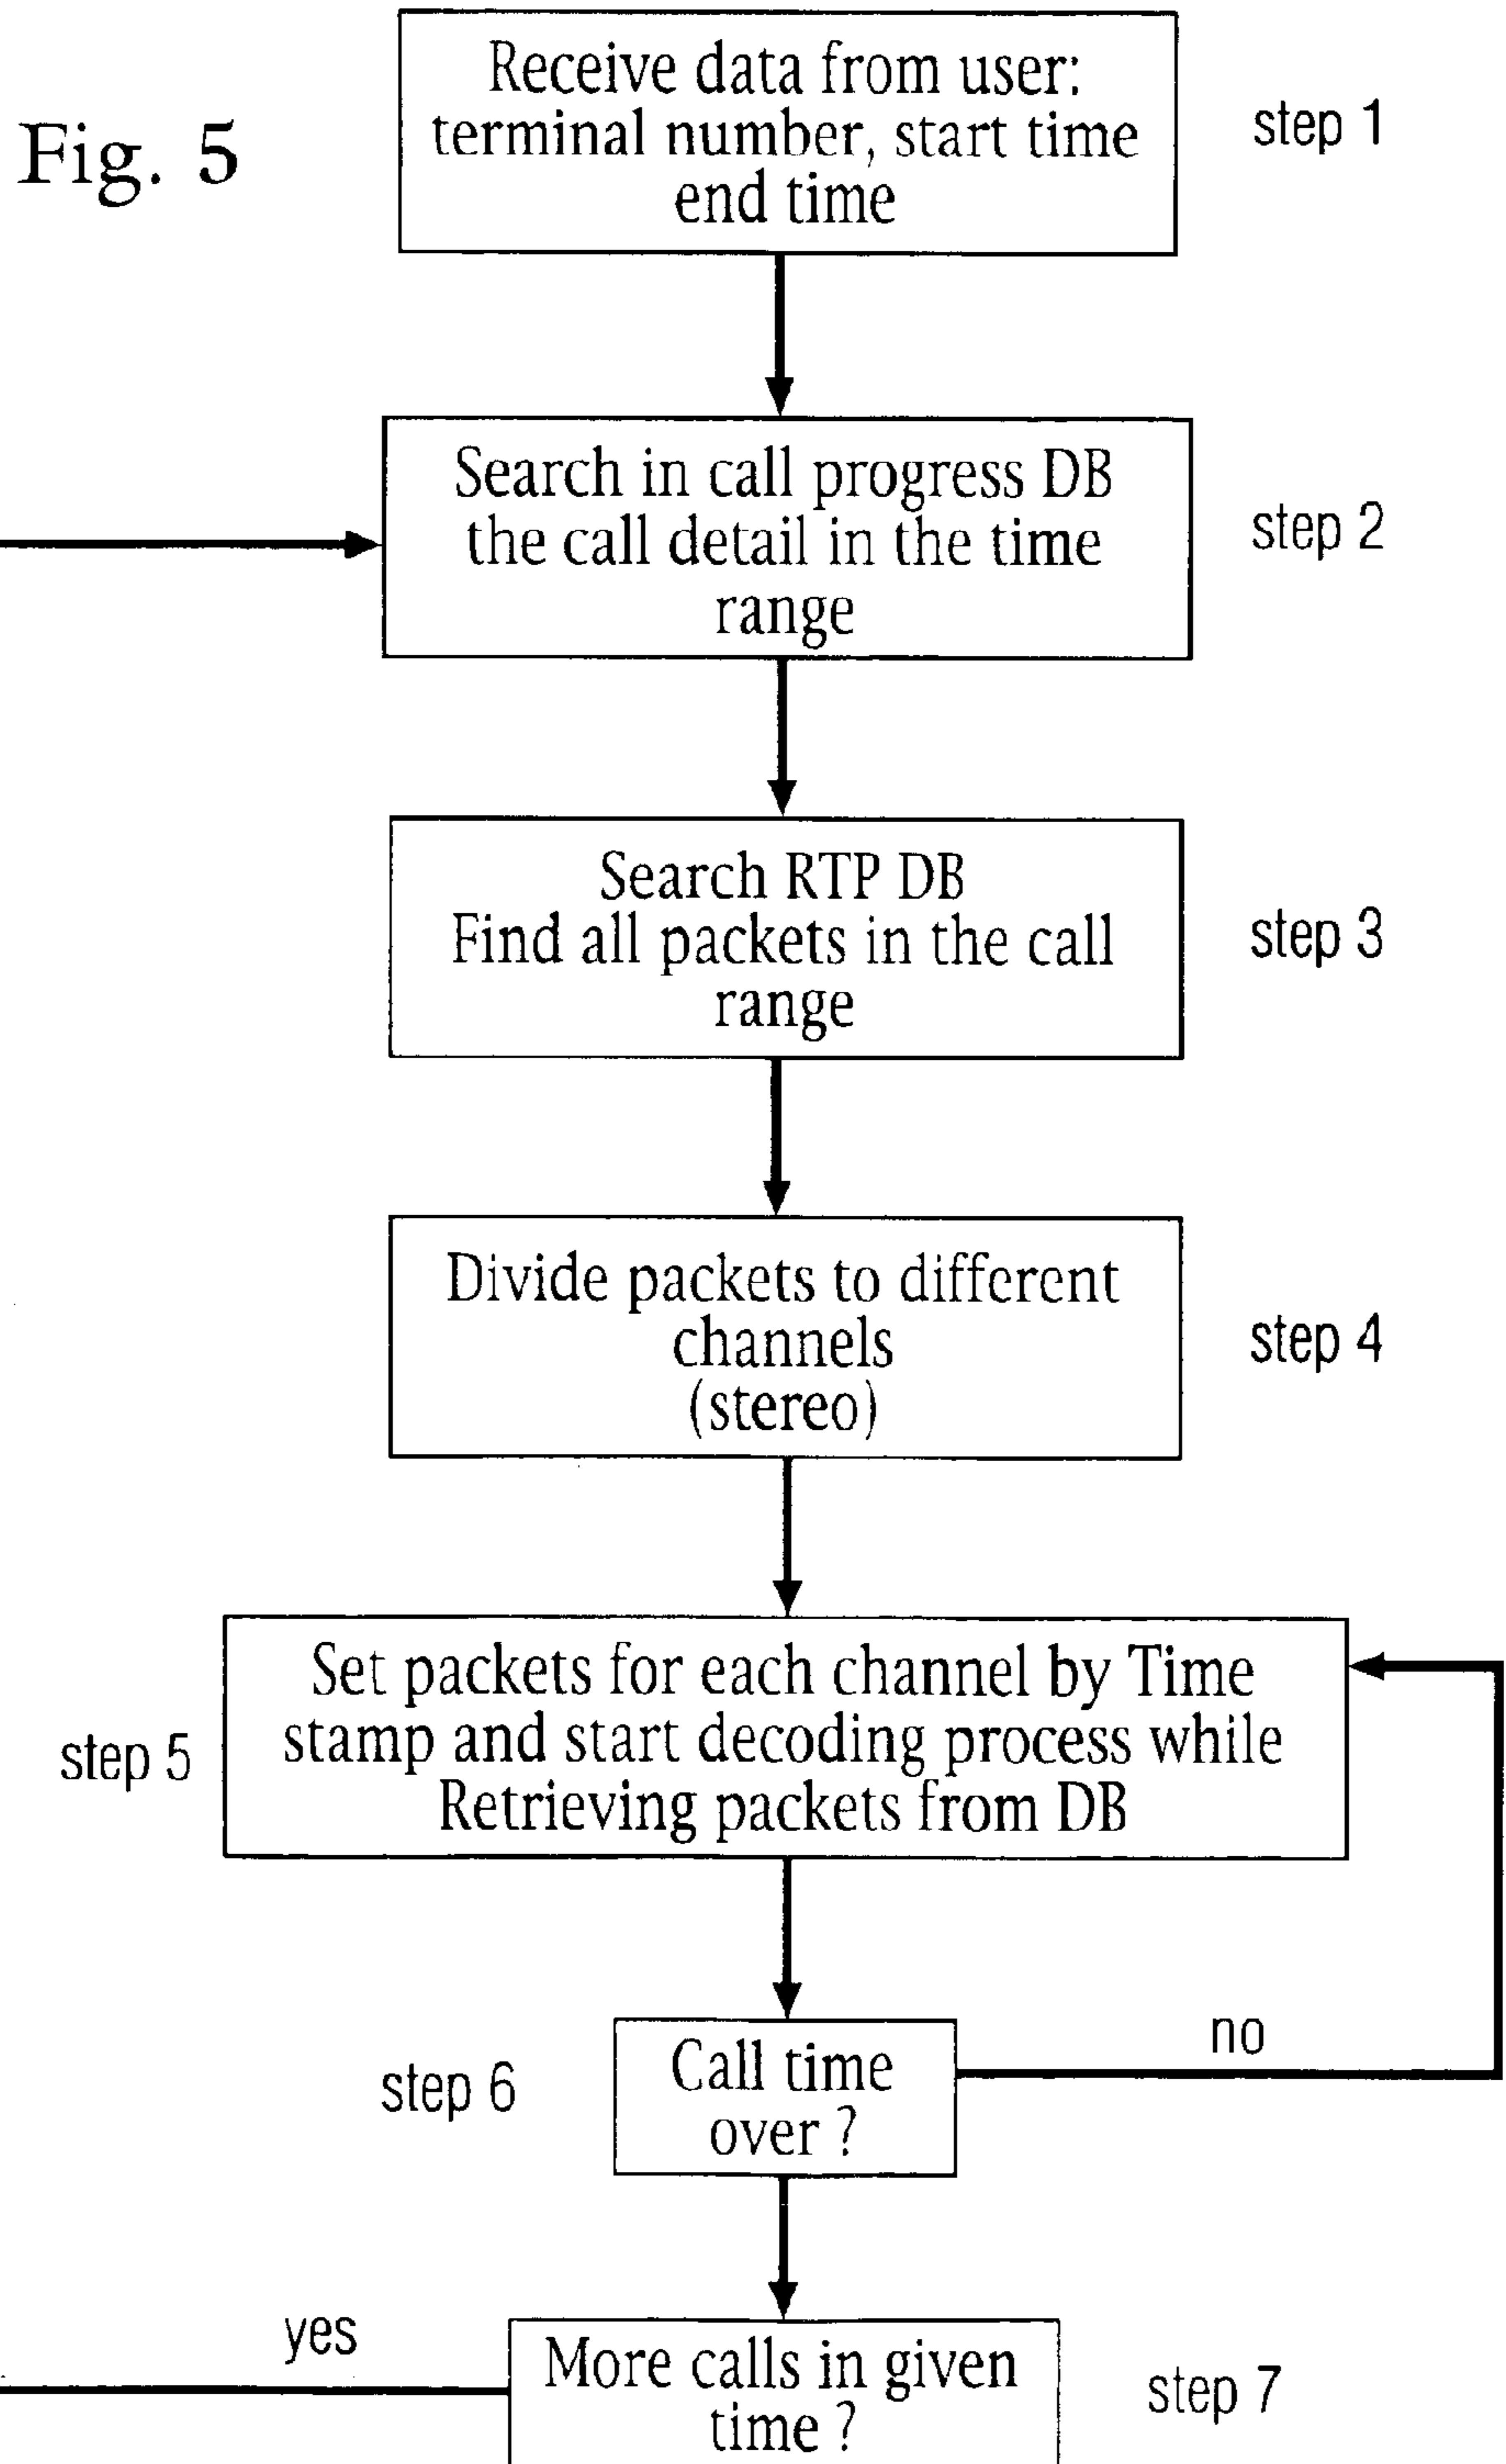 Fig. 5
Receive data from user:
terminal number, start time
end time
step 1
Search in call progress DB
the call detail in the time
range
step 2
Search RTP DB
Find all packets in the call
range
step 3
Divide packets to different
channels
(stereo)
step 4
Set packets for each channel by Time
stamp and start decoding process while
Retrieving packets from DB
step 5
Call time
over ?
step 6
no
More calls in given
time ?
step 7
yes